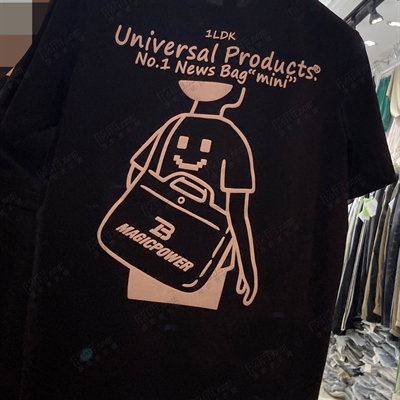 1LDK
Universal Products®.
No.1 News Bag"mini"
B
MAGICPOWER